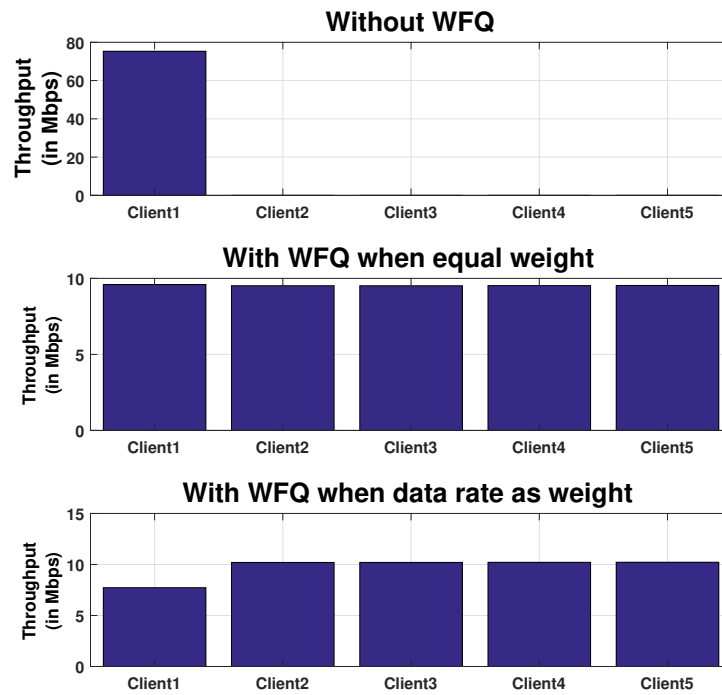 Without WFQ
Throughput
(in Mbps)
80
60
40
20
0
Client1 Client2 Client3 Client4 Client5
With WFQ when equal weight
Throughput
(in Mbps)
10
5
0
Client1 Client2 Client3 Client4 Client5
With WFQ when data rate as weight
Throughput
(in Mbps)
15
10
5
0
Client1 Client2 Client3 Client4 Client5